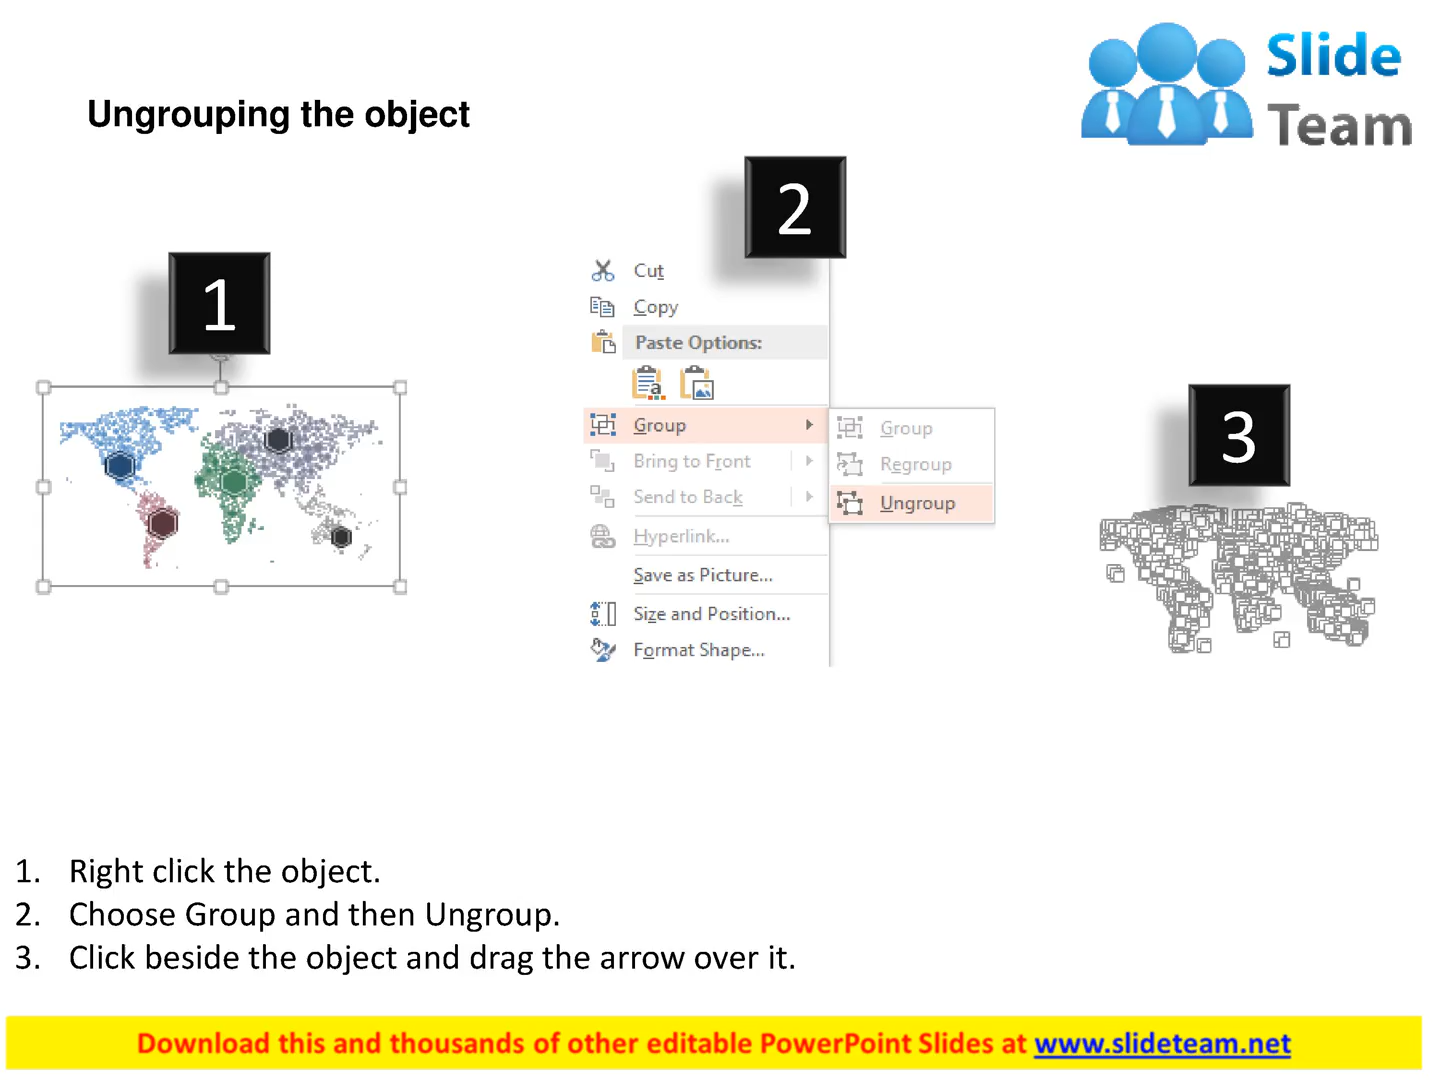 Slide
Team
Ungrouping the object
1
2
3
Cut
Copy
Paste Options:
Group
Bring to Front
Send to Back
Hyperlink...
Save as Picture...
Size and Position...
Format Shape...
Group
Regroup
Ungroup
1. Right click the object.
2. Choose Group and then Ungroup.
3. Click beside the object and drag the arrow over it.
Download this and thousands of other editable PowerPoint Slides at www.slideteam.net